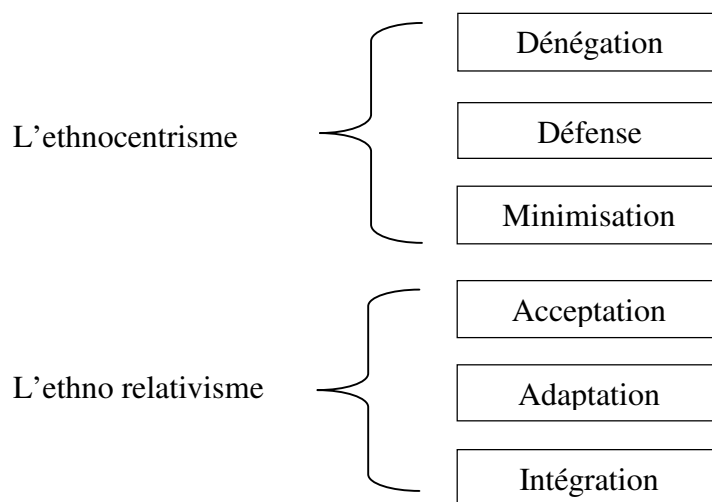 Dénégation
L'ethnocentrisme
Défense
Minimisation
Acceptation
L'ethno relativisme
Adaptation
Intégration